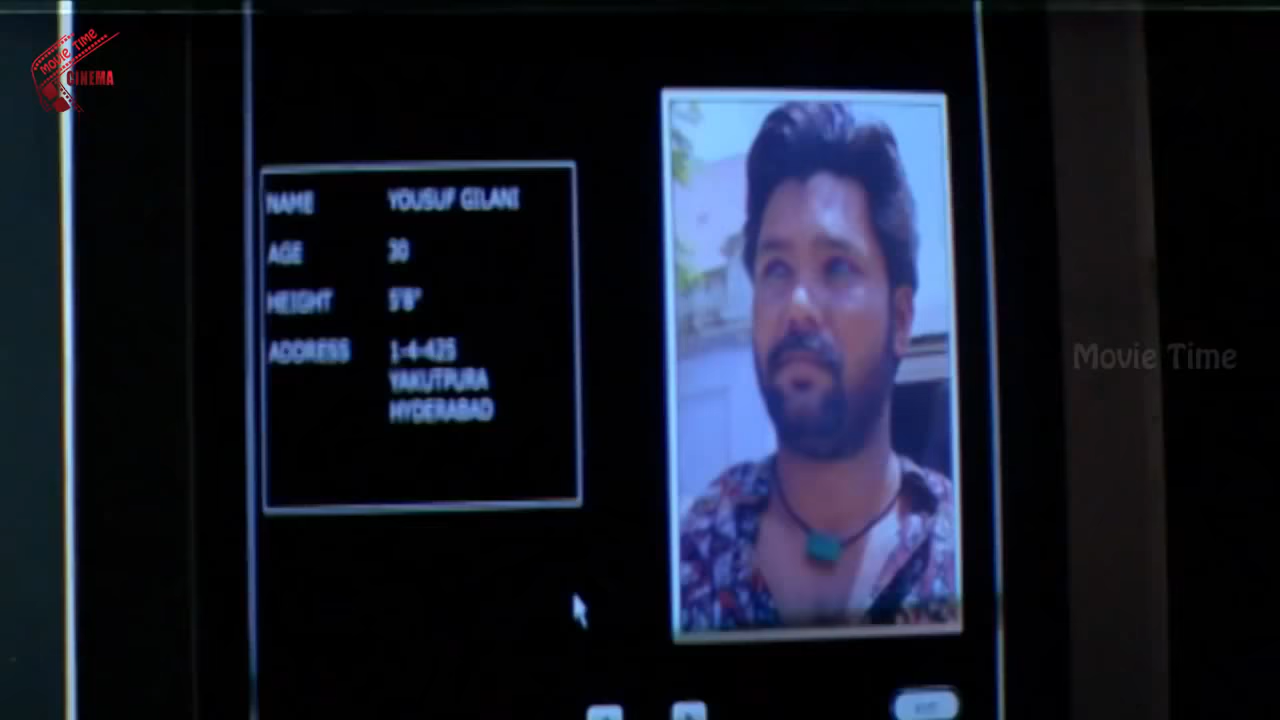 MOVIE TIME
CINEMA
NAME YOUSUF GILANI
AGE 30
HEIGHT 5'8"
ADDRESS 1-4-425
YAKUTPURA
HYDERABAD
Movie Time